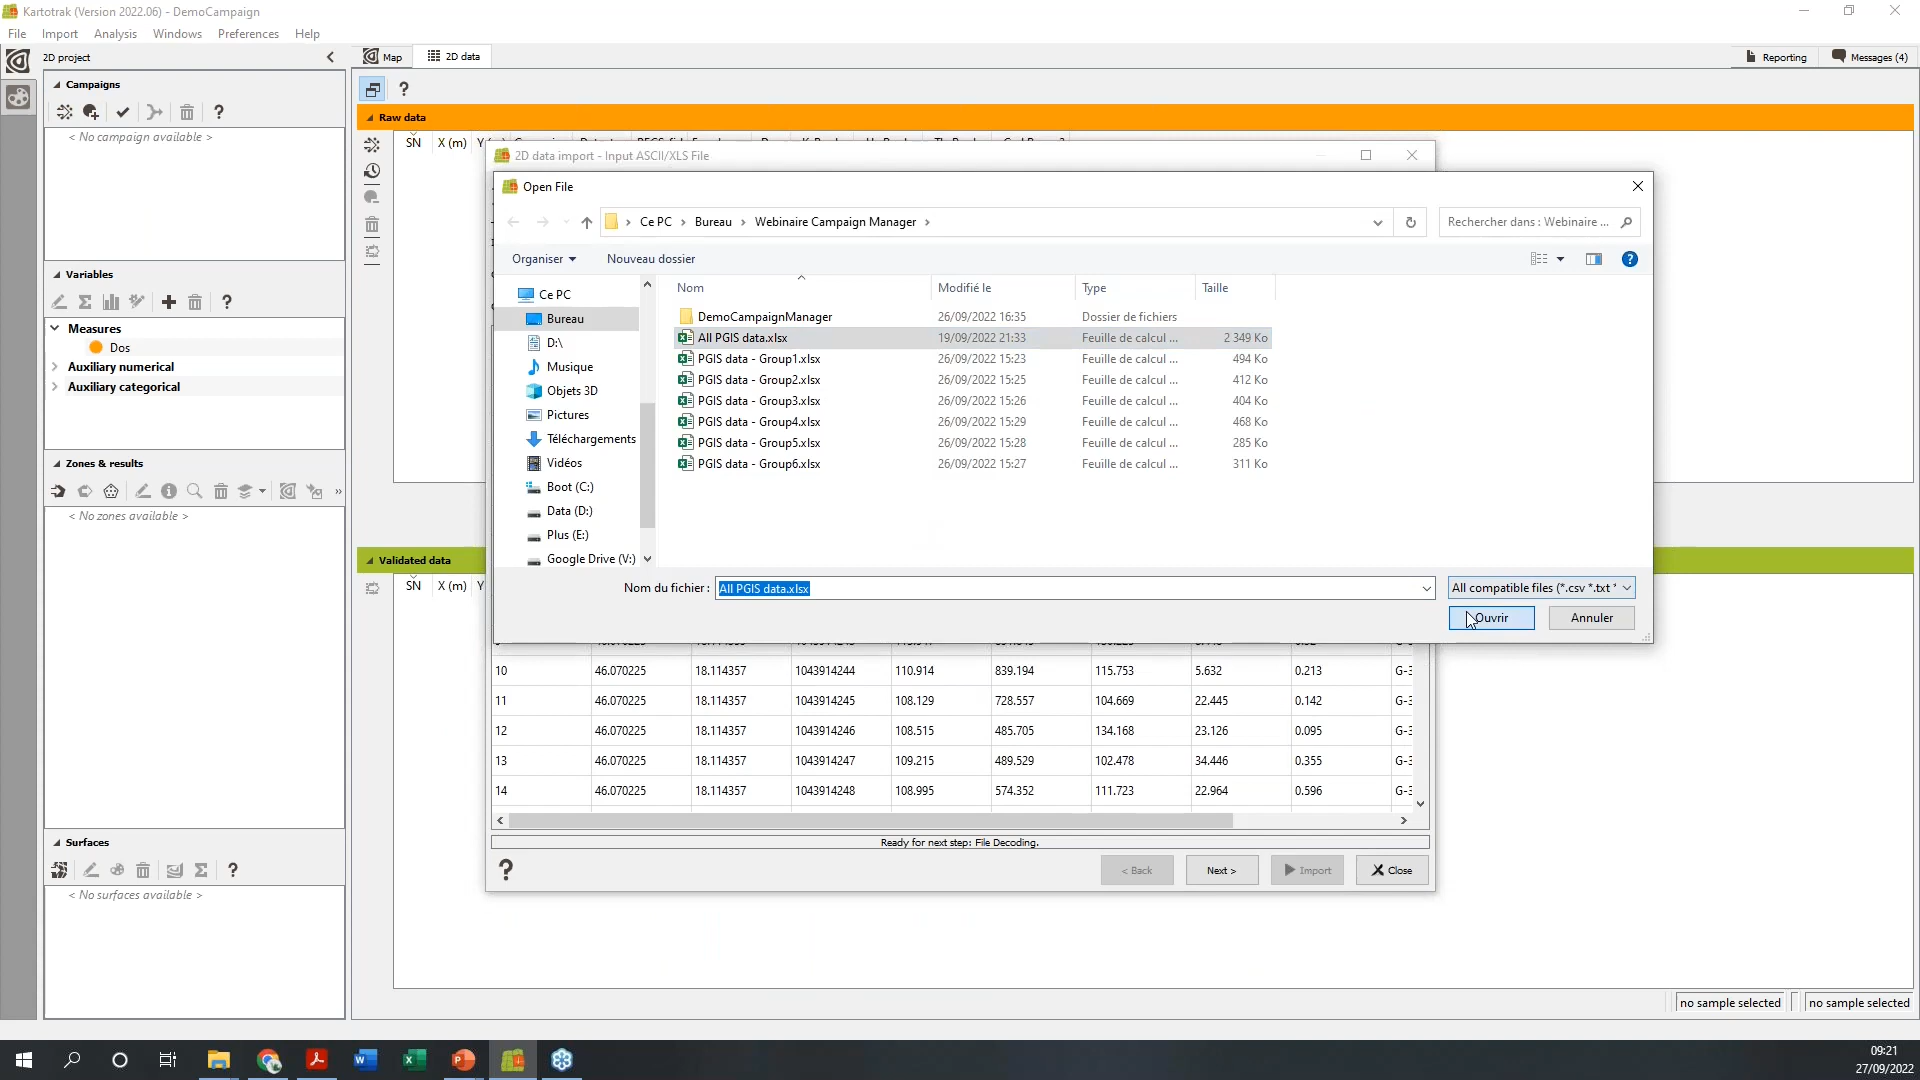 Kartotrak (Version 2022.06) - DemoCampaign
File Import Analysis Windows Preferences Help
2D project
Map
2D data
Reporting
Messages (4)
Campaigns
< No campaign available >
Variables
Measures
Dos
Auxiliary numerical
Auxiliary categorical
Zones & results
< No zones available >
Surfaces
< No surfaces available >
Raw data
SN X (m) Y
2D data import - Input ASCII/XLS File
Open File
Ce PC > Bureau > Webinaire Campaign Manager >
Rechercher dans : Webinaire ...
Organiser
Nouveau dossier
Ce PC
Bureau
D:\
Musique
Objets 3D
Pictures
Téléchargements
Vidéos
Boot (C:)
Data (D:)
Plus (E:)
Google Drive (V:)
Nom Modifié le Type Taille
DemoCampaignManager 26/09/2022 16:35 Dossier de fichiers
All PGIS data.xlsx 19/09/2022 21:33 Feuille de calcul ... 2 349 Ko
PGIS data - Group1.xlsx 26/09/2022 15:23 Feuille de calcul ... 494 Ko
PGIS data - Group2.xlsx 26/09/2022 15:25 Feuille de calcul ... 412 Ko
PGIS data - Group3.xlsx 26/09/2022 15:26 Feuille de calcul ... 404 Ko
PGIS data - Group4.xlsx 26/09/2022 15:29 Feuille de calcul ... 468 Ko
PGIS data - Group5.xlsx 26/09/2022 15:28 Feuille de calcul ... 285 Ko
PGIS data - Group6.xlsx 26/09/2022 15:27 Feuille de calcul ... 311 Ko
Nom du fichier : All PGIS data.xlsx
All compatible files (*.csv *.txt *
Ouvrir
Annuler
Validated data
SN X (m) Y
10 46.070225 18.114357 1043914244 110.914 839.194 115.753 5.632 0.213 G-3
11 46.070225 18.114357 1043914245 108.129 728.557 104.669 22.445 0.142 G-3
12 46.070225 18.114357 1043914246 108.515 485.705 134.168 23.126 0.095 G-3
13 46.070225 18.114357 1043914247 109.215 489.529 102.478 34.446 0.355 G-3
14 46.070225 18.114357 1043914248 108.995 574.352 111.723 22.964 0.596 G-3
Ready for next step: File Decoding.
< Back
Next >
Import
Close
no sample selected
no sample selected
09:21
27/09/2022